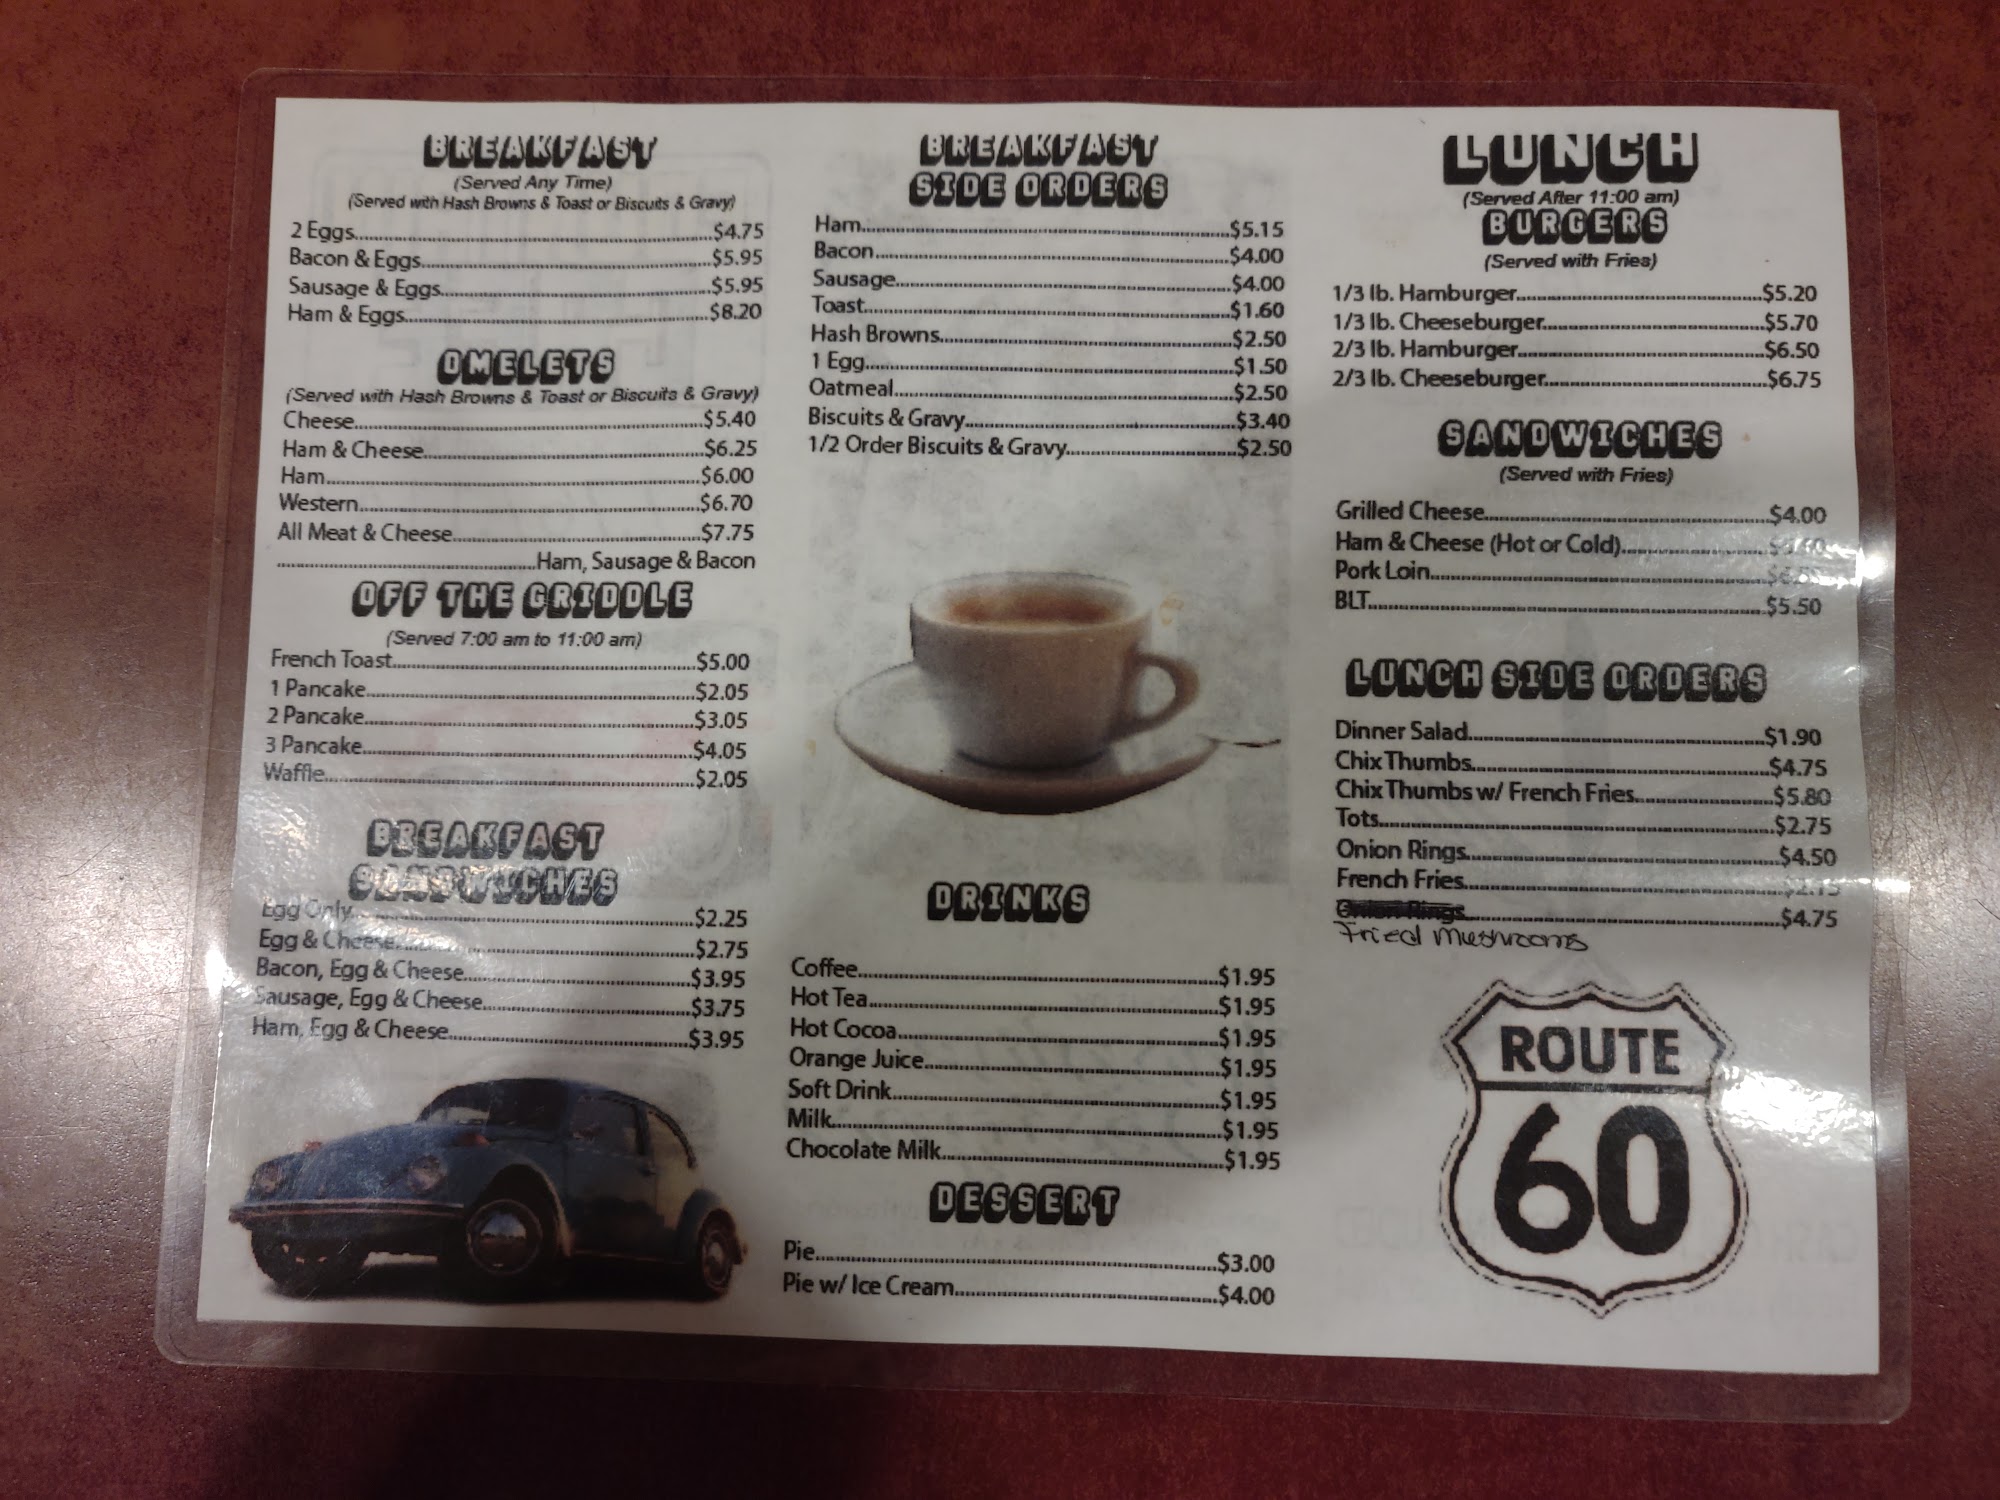 BREAKFAST
(Served Any Time)
(Served with Hash Browns & Toast or Biscuits & Gravy)
2 Eggs $4.75
Bacon & Eggs $5.95
Sausage & Eggs $5.95
Ham & Eggs $8.20
OMELETS
(Served with Hash Browns & Toast or Biscuits & Gravy)
Cheese $5.40
Ham & Cheese $6.25
Ham $6.00
Western $6.70
All Meat & Cheese $7.75
Ham, Sausage & Bacon
OFF THE GRIDDLE
(Served 7:00 am to 11:00 am)
French Toast $5.00
1 Pancake $2.05
2 Pancake $3.05
3 Pancake $4.05
Waffle $2.05
BREAKFAST
SANDWICHES
Egg Only $2.25
Egg & Cheese $2.75
Bacon, Egg & Cheese $3.95
Sausage, Egg & Cheese $3.75
Ham, Egg & Cheese $3.95
BREAKFAST
SIDE ORDERS
Ham $5.15
Bacon $4.00
Sausage $4.00
Toast $1.60
Hash Browns $2.50
1 Egg $1.50
Oatmeal $2.50
Biscuits & Gravy $3.40
1/2 Order Biscuits & Gravy $2.50
DRINKS
Coffee $1.95
Hot Tea $1.95
Hot Cocoa $1.95
Orange Juice $1.95
Soft Drink $1.95
Milk $1.95
Chocolate Milk $1.95
DESSERT
Pie $3.00
Pie w/ Ice Cream $4.00
LUNCH
(Served After 11:00 am)
BURGERS
(Served with Fries)
1/3 lb. Hamburger $5.20
1/3 lb. Cheeseburger $5.70
2/3 lb. Hamburger $6.50
2/3 lb. Cheeseburger $6.75
SANDWICHES
(Served with Fries)
Grilled Cheese $4.00
Ham & Cheese (Hot or Cold)
Pork Loin
BLT $5.50
LUNCH SIDE ORDERS
Dinner Salad $1.90
Chix Thumbs $4.75
Chix Thumbs w/ French Fries $5.80
Tots $2.75
Onion Rings $4.50
French Fries
Onion Rings $4.75
Fried Mushrooms
ROUTE
60